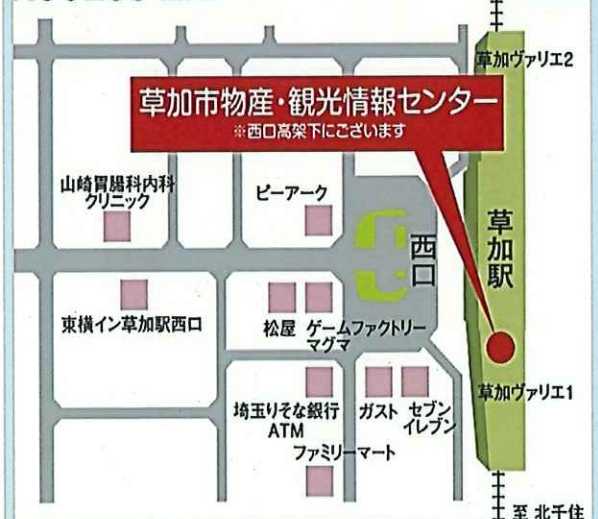 草加ヴァリエ2
草加市物産・観光情報センター
※西口高架下にございます
山崎胃腸科内科
クリニック
ピーアーク
西口
草加駅
東横イン草加駅西口
松屋
ゲームファクトリー
マグマ
草加ヴァリエ1
埼玉りそな銀行
ATM
ガスト
セブン
イレブン
ファミリーマート
至 北千住